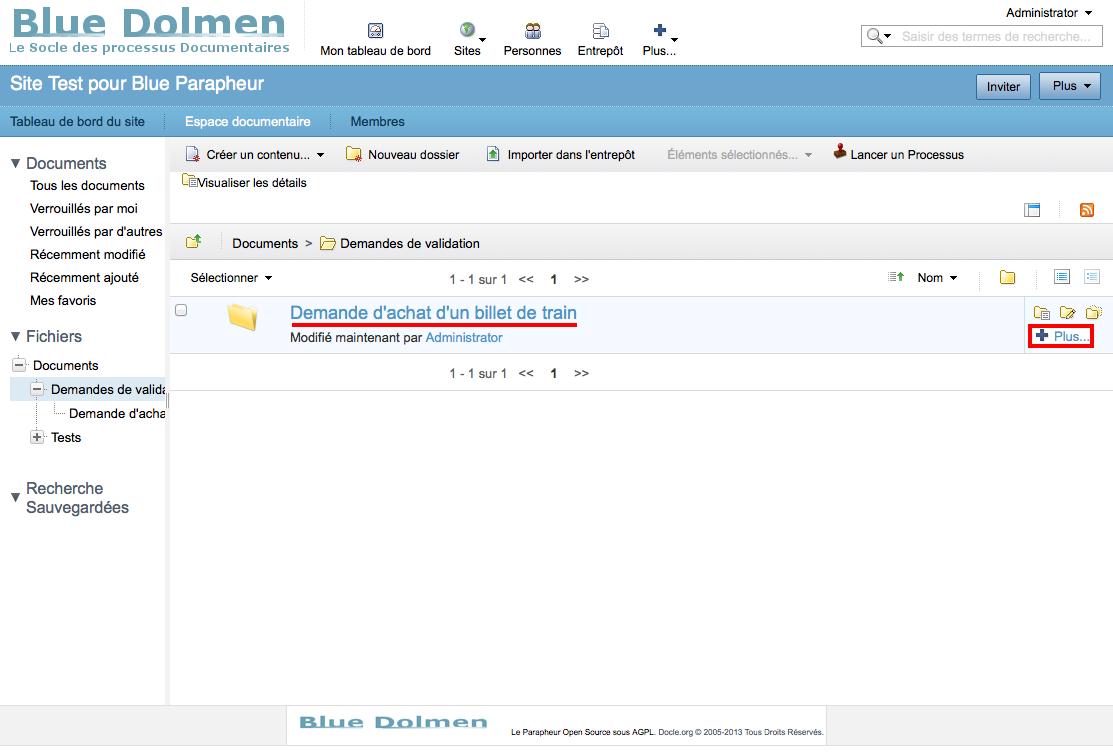 Blue Dolmen
Le Socle des processus Documentaires
Mon tableau de bord
Sites
Personnes
Entrepôt
Plus...
Administrator
Saisir des termes de recherche...
Site Test pour Blue Parapheur
Inviter
Plus
Tableau de bord du site
Espace documentaire
Membres
Documents
Tous les documents
Verrouillés par moi
Verrouillés par d'autres
Récemment modifié
Récemment ajouté
Mes favoris
Fichiers
Documents
Demandes de valida
Demande d'acha
Tests
Recherche
Sauvegardées
Créer un contenu...
Nouveau dossier
Importer dans l'entrepôt
Éléments sélectionnés...
Lancer un Processus
Visualiser les détails
Documents > Demandes de validation
Sélectionner
1 - 1 sur 1 << 1 >>
Nom
Demande d'achat d'un billet de train
Modifié maintenant par Administrator
Plus...
1 - 1 sur 1 << 1 >>
Blue Dolmen
Le Parapheur Open Source sous AGPL. Docle.org © 2005-2013 Tous Droits Réservés.